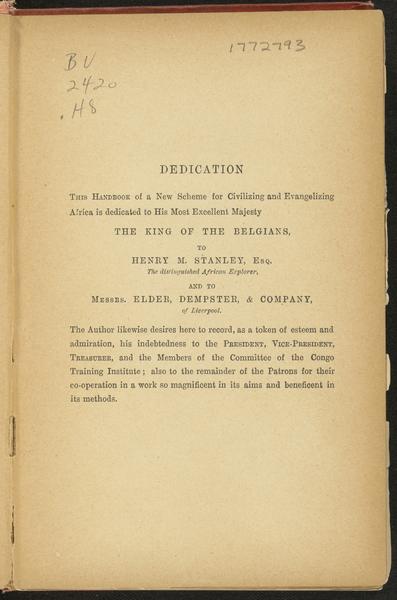 1772793
BV
2420
.H8
DEDICATION
THIS HANDBOOK of a New Scheme for Civilizing and Evangelizing
Africa is dedicated to His Most Excellent Majesty
THE KING OF THE BELGIANS,
TO
HENRY M. STANLEY, ESQ.
The distinguished African Explorer,
AND TO
MESSRS. ELDER, DEMPSTER, & COMPANY,
of Liverpool.
The Author likewise desires here to record, as a token of esteem and
admiration, his indebtedness to the PRESIDENT, VICE-PRESIDENT,
TREASURER, and the Members of the Committee of the Congo
Training Institute; also to the remainder of the Patrons for their
co-operation in a work so magnificent in its aims and beneficent in
its methods.